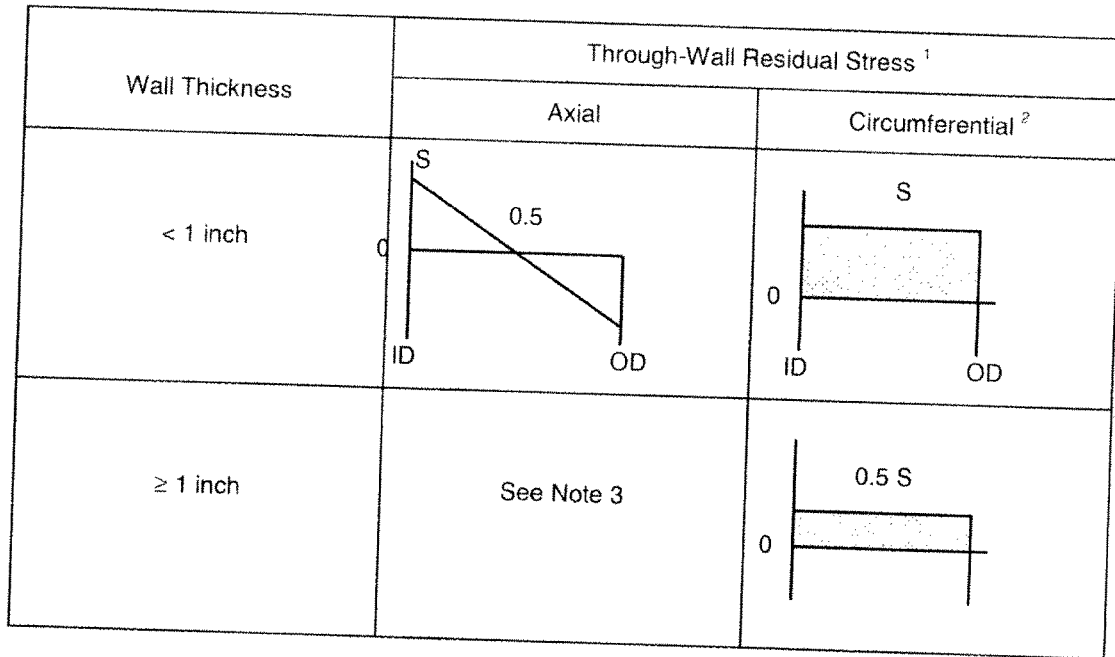 Through-Wall Residual Stress 1
Wall Thickness
Axial
Circumferential 2
< 1 inch
S
0.5
0
ID
OD
S
0
ID
OD
≥ 1 inch
See Note 3
0.5 S
0